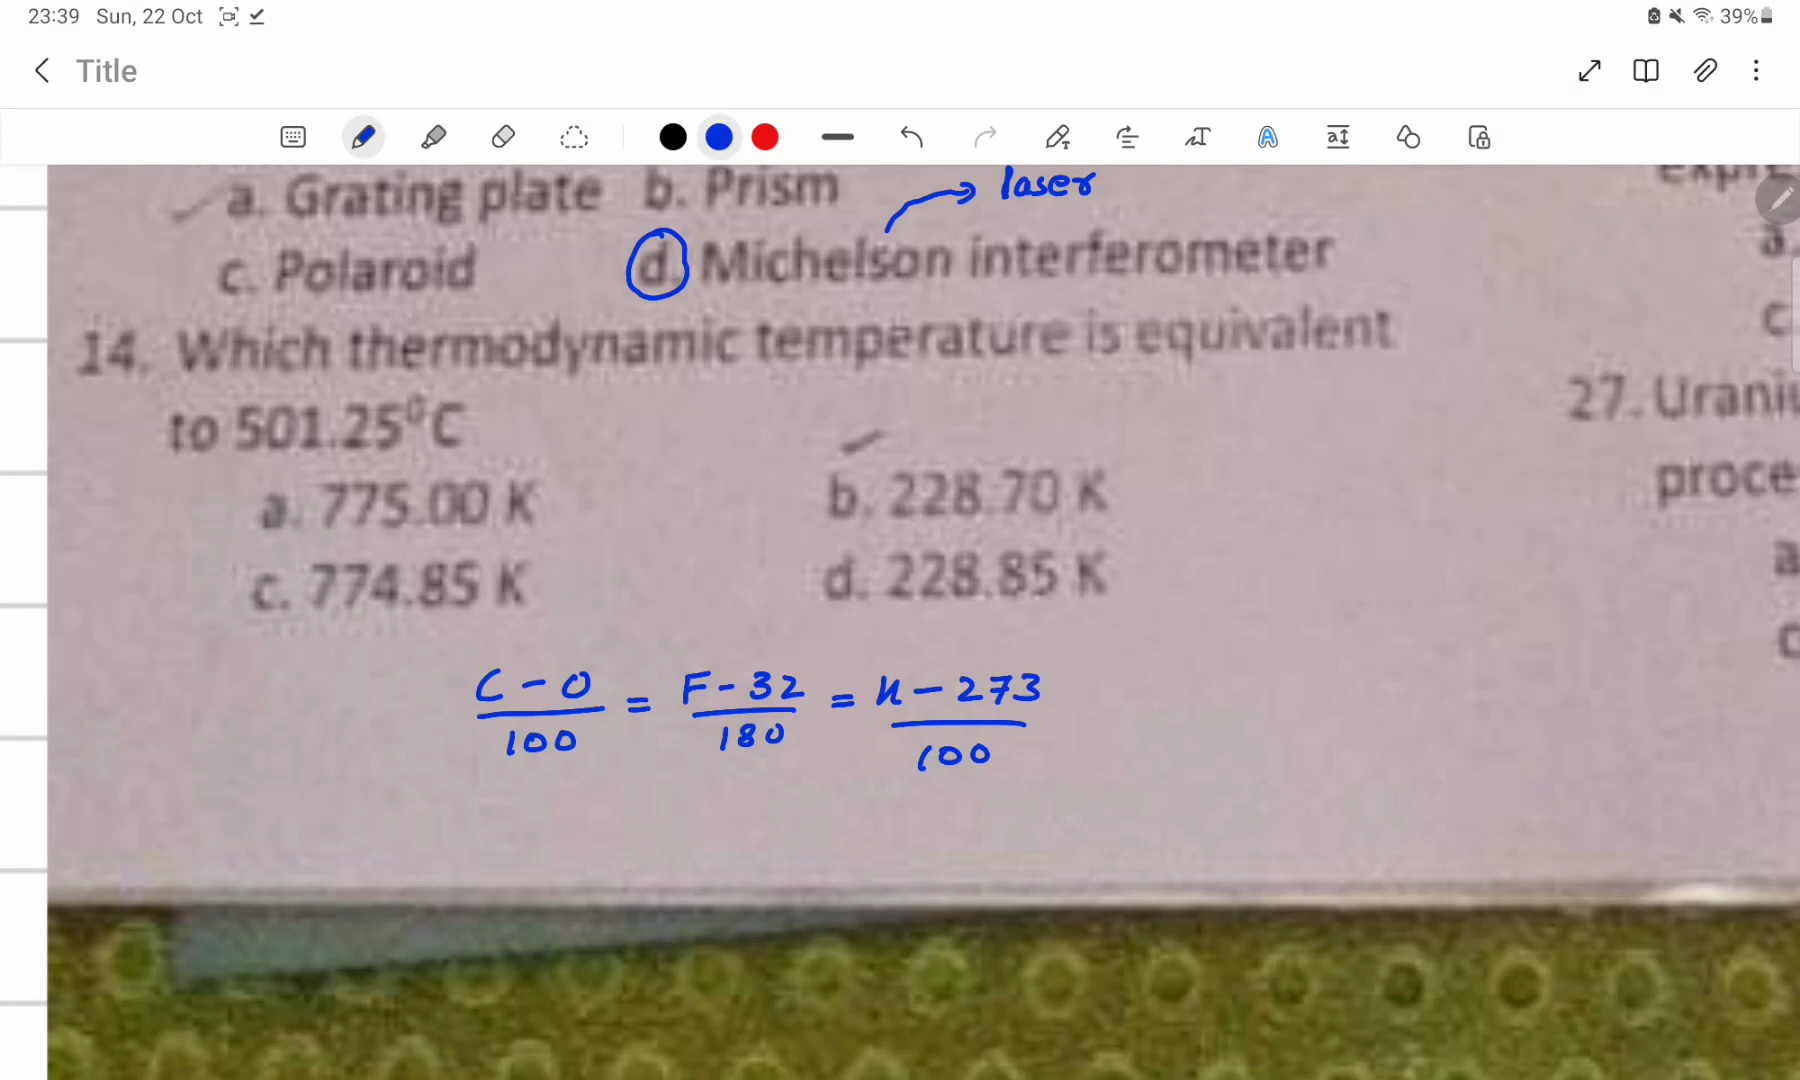 23:39 Sun, 22 Oct
39%
Title
a. Grating plate b. Prism
laser
c. Polaroid d. Michelson interferometer
14. Which thermodynamic temperature is equivalent
to 501.25⁰C
a. 775.00 K b. 228.70 K
c. 774.85 K d. 228.85 K
C - 0 / 100 = F - 32 / 180 = K - 273 / 100
a.
c
27. Urani
proce
a